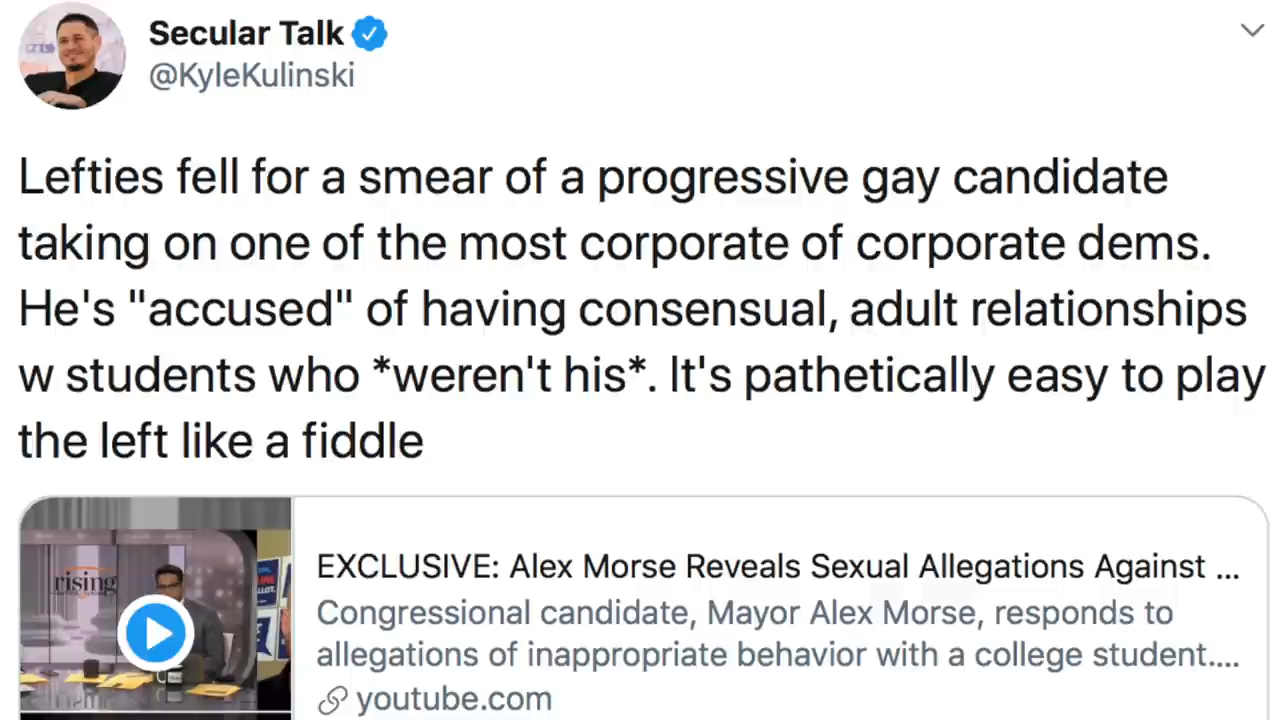 Secular Talk
@KyleKulinski
Lefties fell for a smear of a progressive gay candidate
taking on one of the most corporate of corporate dems.
He's "accused" of having consensual, adult relationships
w students who *weren't his*. It's pathetically easy to play
the left like a fiddle
rising
EXCLUSIVE: Alex Morse Reveals Sexual Allegations Against ...
Congressional candidate, Mayor Alex Morse, responds to
allegations of inappropriate behavior with a college student....
youtube.com